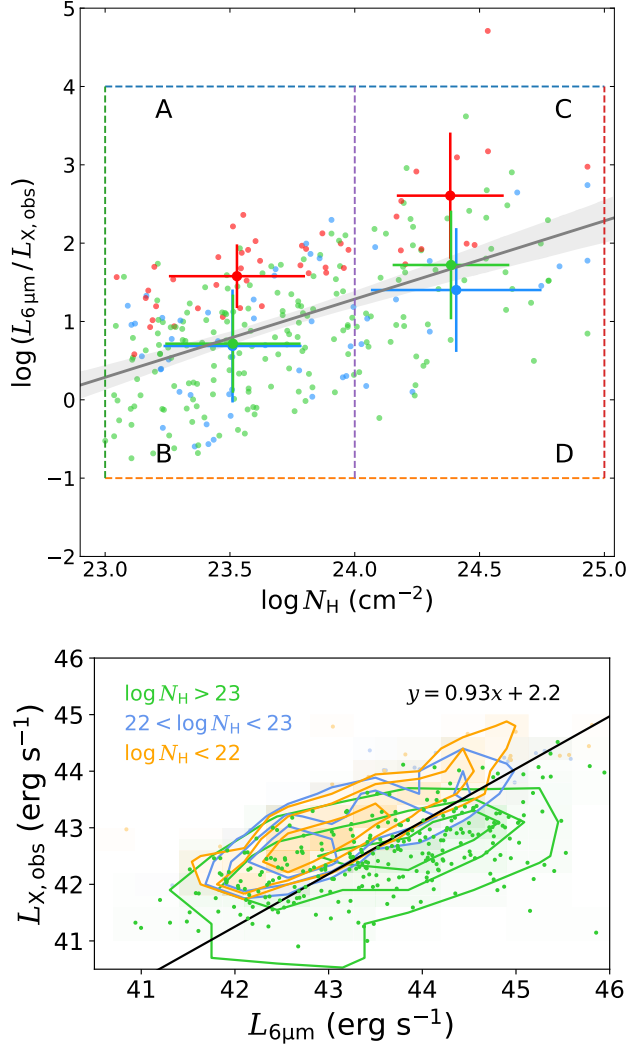 5
4
3
2
1
0
−1
−2
log (L6μm/LX, obs)
A
C
B
D
23.0 23.5 24.0 24.5 25.0
log NH (cm−2)
46
45
44
43
42
41
LX, obs (erg s−1)
log NH > 23
22 < log NH < 23
log NH < 22
y = 0.93x + 2.2
41 42 43 44 45 46
L6μm (erg s−1)